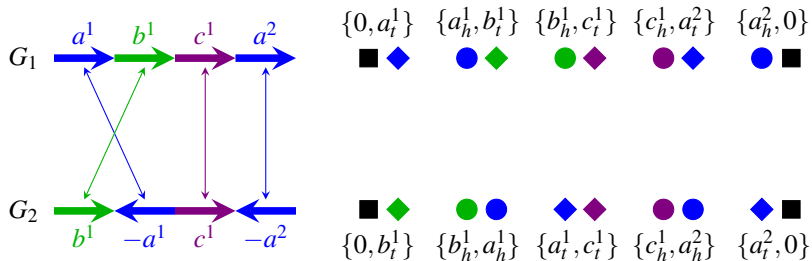 a¹ b¹ c¹ a² {0, a¹ₜ} {a¹ₕ, b¹ₜ} {b¹ₕ, c¹ₜ} {c¹ₕ, a²ₜ} {a²ₕ, 0}
G₁
G₂
b¹ −a¹ c¹ −a² {0, b¹ₜ} {b¹ₕ, a¹ₕ} {a¹ₜ, c¹ₜ} {c¹ₕ, a²ₕ} {a²ₜ, 0}